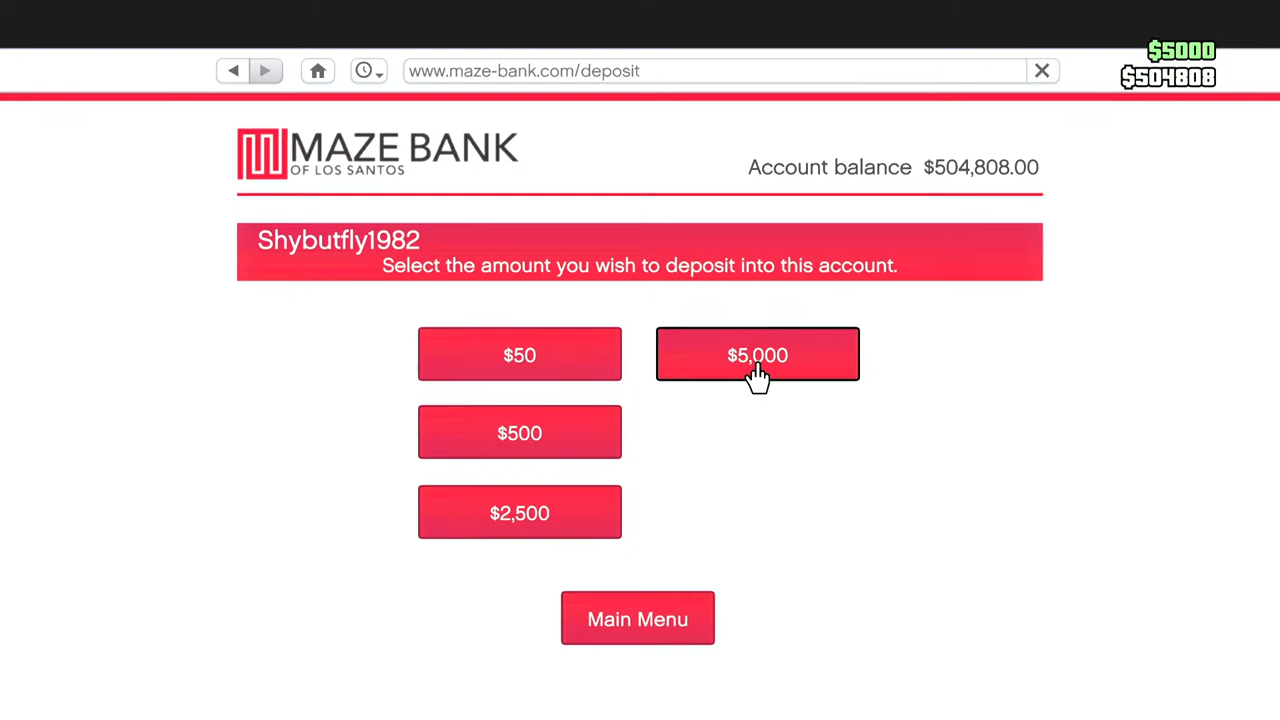 $5000
www.maze-bank.com/deposit
$504808
MAZE BANK
OF LOS SANTOS
Account balance $504,808.00
Shybutfly1982
Select the amount you wish to deposit into this account.
$50
$5,000
$500
$2,500
Main Menu